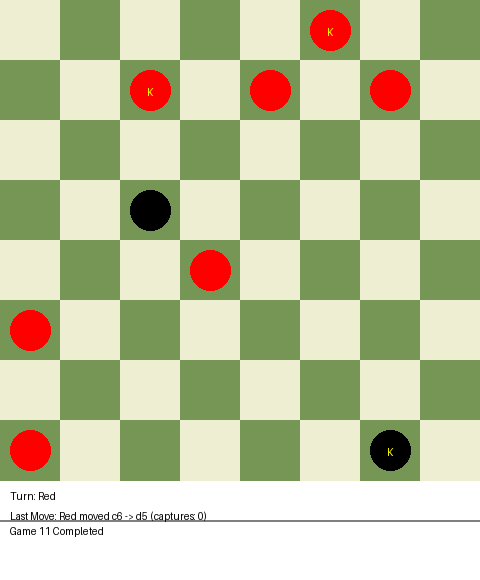 K
K
K
Turn: Red
Last Move: Red moved c6 -> d5 (captures: 0)
Game 11 Completed